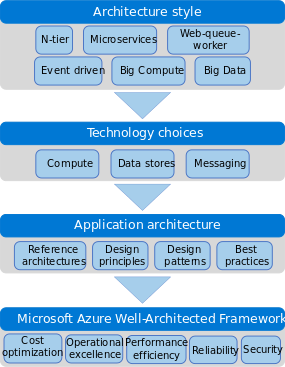 Architecture style
N-tier
Microservices
Web-queue-
worker
Event driven
Big Compute
Big Data
Technology choices
Compute
Data stores
Messaging
Application architecture
Reference
architectures
Design
principles
Design
patterns
Best
practices
Microsoft Azure Well-Architected Framework
Cost
optimization
Operational
excellence
Performance
efficiency
Reliability
Security